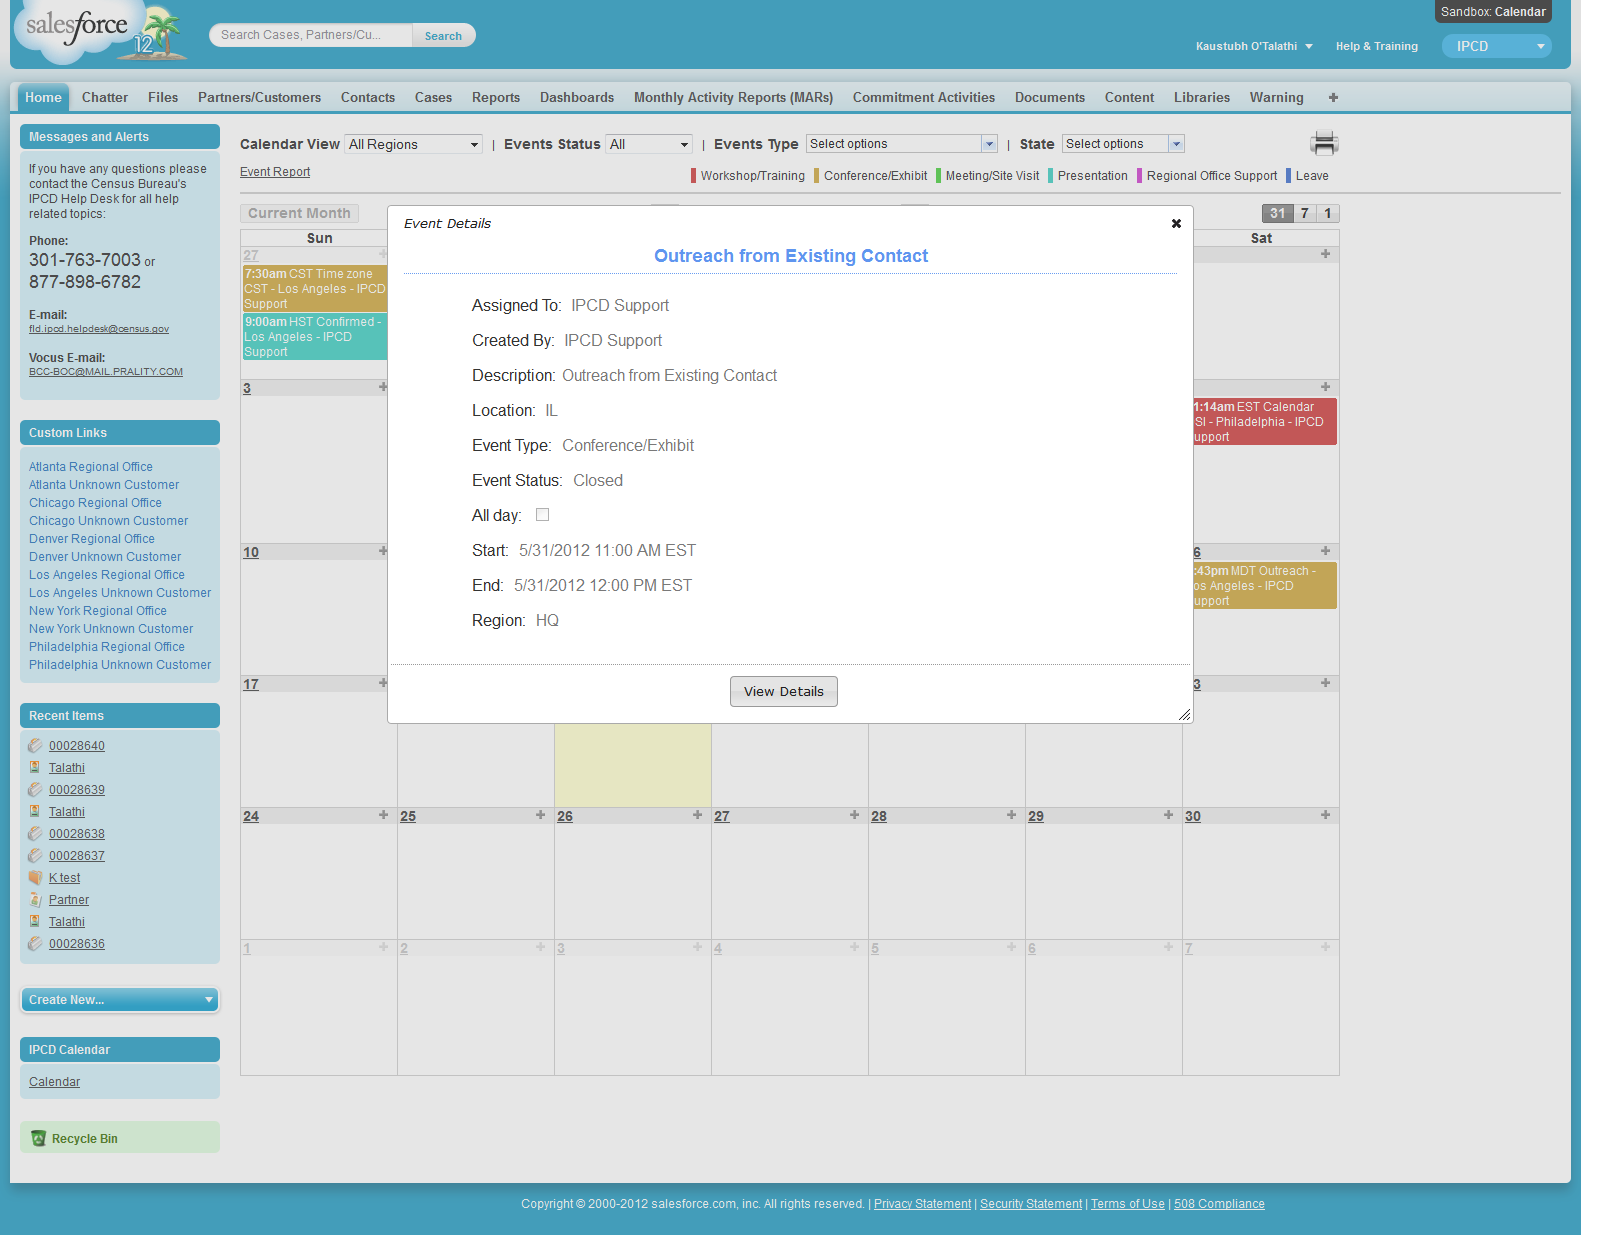 Sandbox: Calendar
salesforce
12
Search Cases, Partners/Cu...
Search
Kaustubh O'Talathi
Help & Training
IPCD
Home Chatter Files Partners/Customers Contacts Cases Reports Dashboards Monthly Activity Reports (MARs) Commitment Activities Documents Content Libraries Warning +
Messages and Alerts
If you have any questions please
contact the Census Bureau's
IPCD Help Desk for all help
related topics:
Phone:
301-763-7003 or
877-898-6782
E-mail:
fld.ipcd.helpdesk@census.gov
Vocus E-mail:
BCC-BOC@MAIL.PRALITY.COM
Custom Links
Atlanta Regional Office
Atlanta Unknown Customer
Chicago Regional Office
Chicago Unknown Customer
Denver Regional Office
Denver Unknown Customer
Los Angeles Regional Office
Los Angeles Unknown Customer
New York Regional Office
New York Unknown Customer
Philadelphia Regional Office
Philadelphia Unknown Customer
Recent Items
00028640
Talathi
00028639
Talathi
00028638
00028637
K test
Partner
Talathi
00028636
Create New...
IPCD Calendar
Calendar
Recycle Bin
Calendar View All Regions | Events Status All | Events Type Select options | State Select options
Event Report
Workshop/Training Conference/Exhibit Meeting/Site Visit Presentation Regional Office Support Leave
Current Month
31 7 1
Sun
Sat
27 +
+
7:30am CST Time zone
CST - Los Angeles - IPCD
Support
9:00am HST Confirmed -
Los Angeles - IPCD
Support
3 +
+
1:14am EST Calendar
SI - Philadelphia - IPCD
upport
10 +
6 +
:43pm MDT Outreach -
os Angeles - IPCD
upport
17 +
3 +
Event Details
Outreach from Existing Contact
Assigned To: IPCD Support
Created By: IPCD Support
Description: Outreach from Existing Contact
Location: IL
Event Type: Conference/Exhibit
Event Status: Closed
All day:
Start: 5/31/2012 11:00 AM EST
End: 5/31/2012 12:00 PM EST
Region: HQ
View Details
24 + 25 + 26 + 27 + 28 + 29 + 30 +
1 + 2 + 3 + 4 + 5 + 6 + 7 +
Copyright © 2000-2012 salesforce.com, inc. All rights reserved. | Privacy Statement | Security Statement | Terms of Use | 508 Compliance